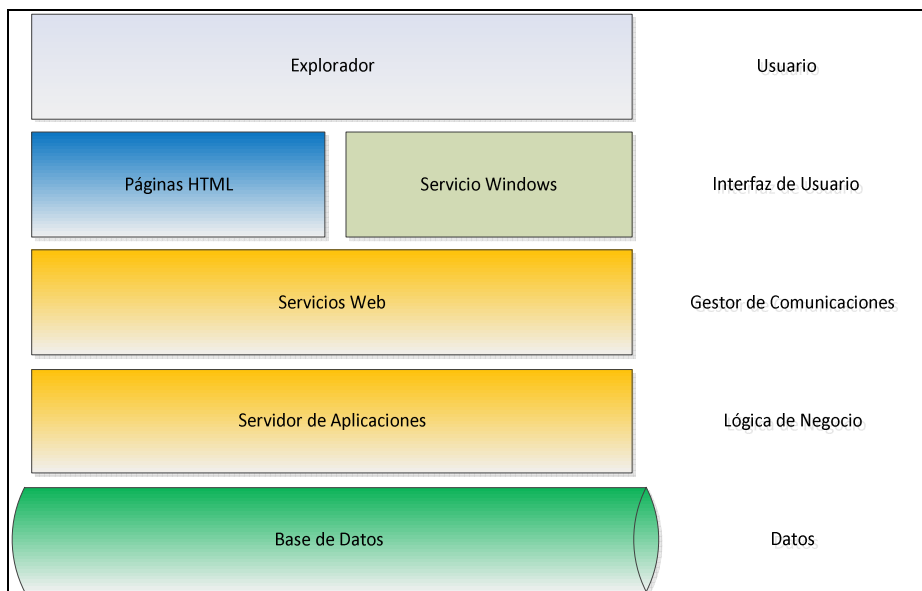 Explorador
Usuario
Páginas HTML
Servicio Windows
Interfaz de Usuario
Servicios Web
Gestor de Comunicaciones
Servidor de Aplicaciones
Lógica de Negocio
Base de Datos
Datos